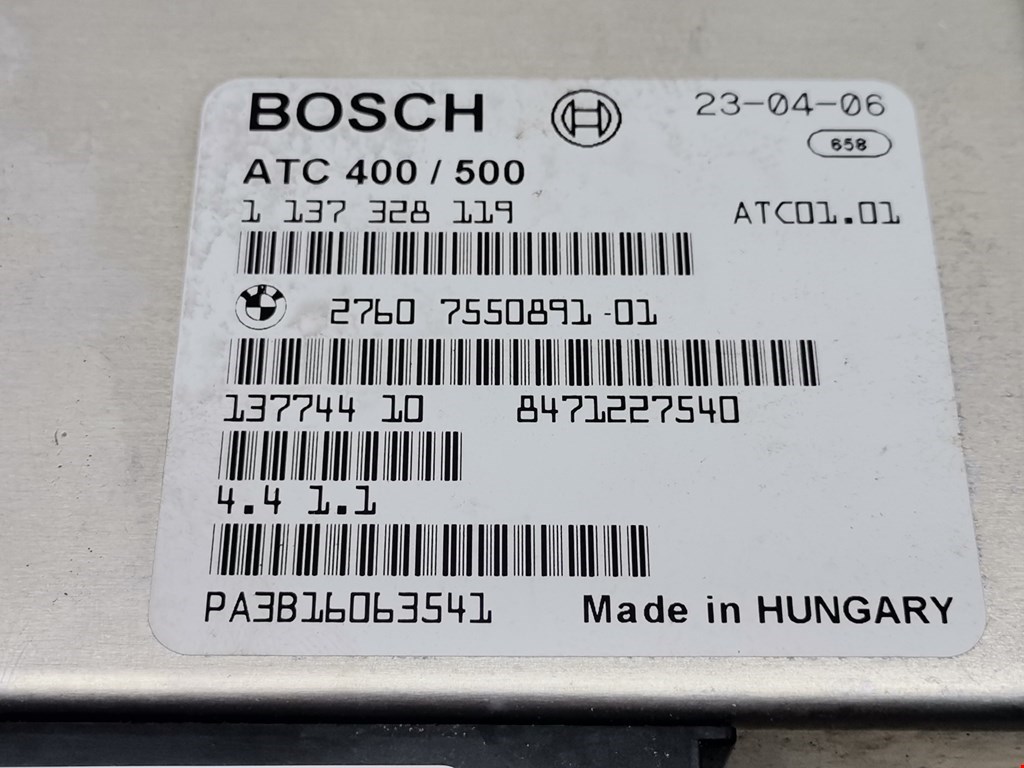 BOSCH 23-04-06
658
ATC 400 / 500
1 137 328 119 ATC01.01
2760 7550891-01
137744 10 8471227540
4.4 1.1
PA3B16063541 Made in HUNGARY